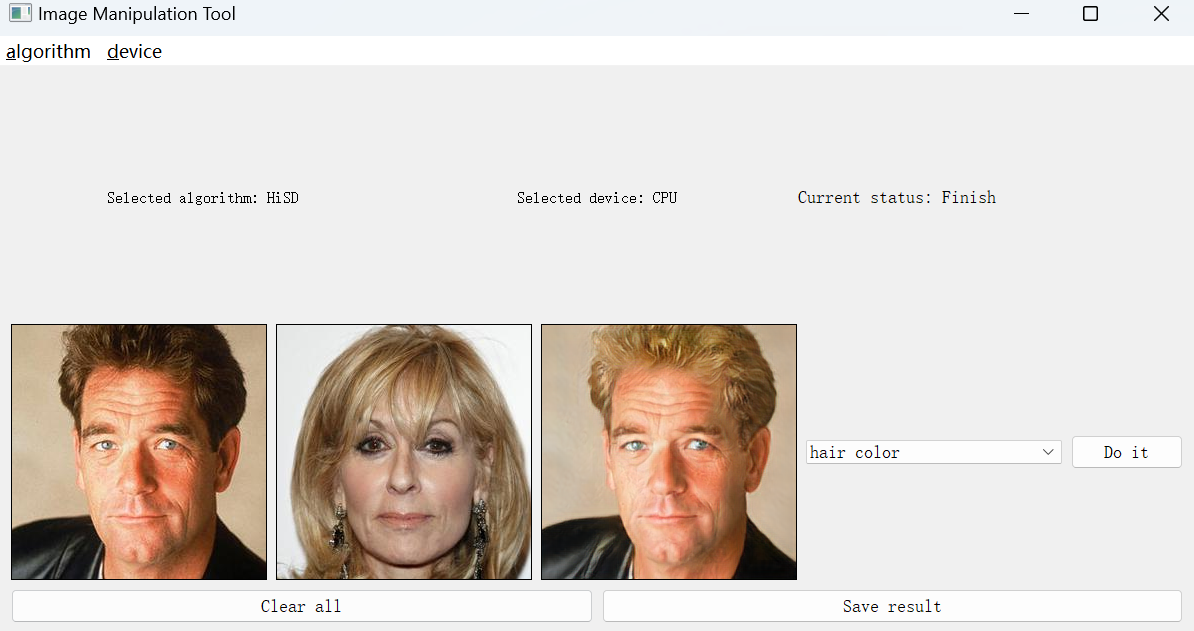 Image Manipulation Tool
algorithm device
Selected algorithm: HiSD
Selected device: CPU
Current status: Finish
hair color
Do it
Clear all
Save result